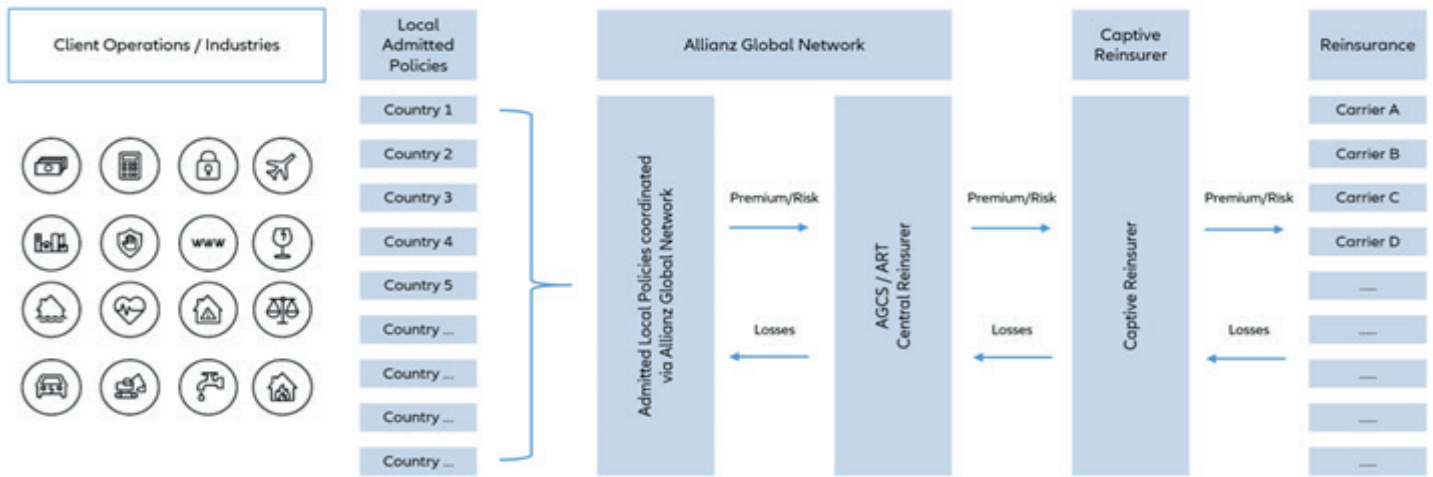 Client Operations / Industries
Local
Admitted
Policies
Allianz Global Network
Captive
Reinsurer
Reinsurance
Country 1
Country 2
Country 3
Country 4
Country 5
Country ...
Country ...
Country ...
Country ...
www
Admitted Local Policies coordinated
via Allianz Global Network
Premium/Risk
Losses
AGCS / ART
Central Reinsurer
Premium/Risk
Losses
Captive Reinsurer
Premium/Risk
Losses
Carrier A
Carrier B
Carrier C
Carrier D
.....
.....
.....
.....
.....